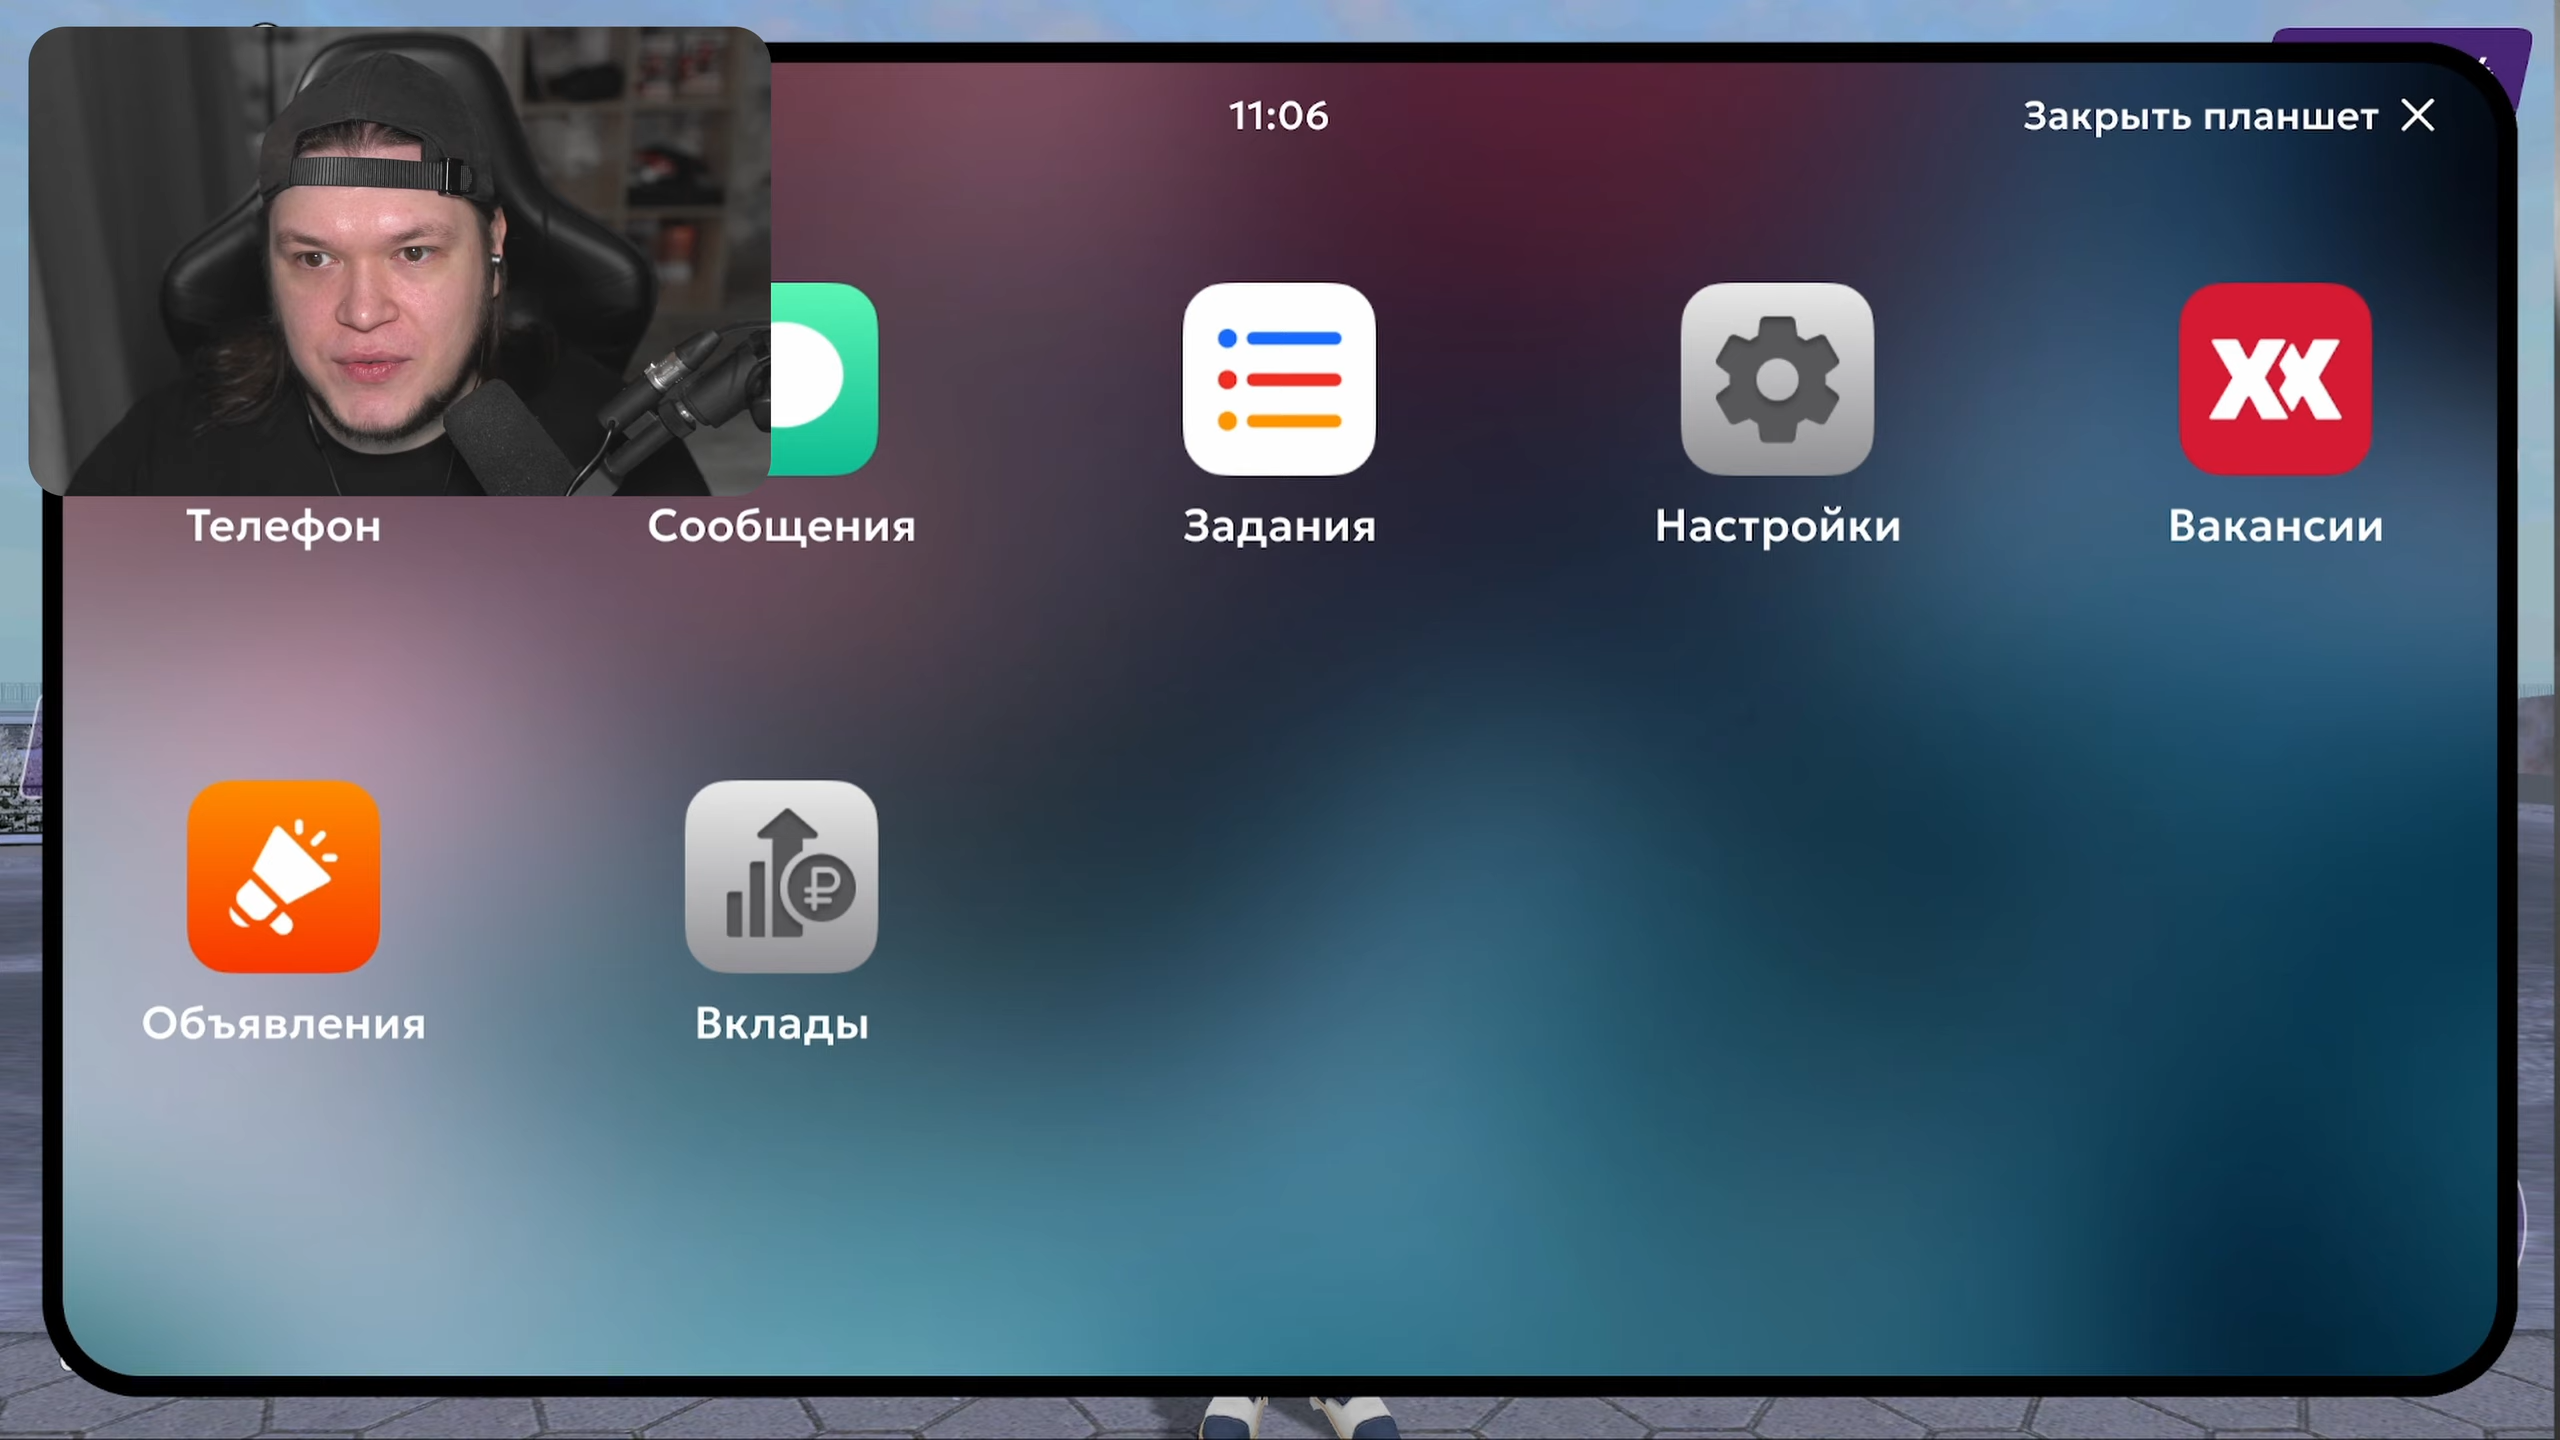 11:06
Закрыть планшет
Телефон
Сообщения
Задания
Настройки
Вакансии
Объявления
Вклады